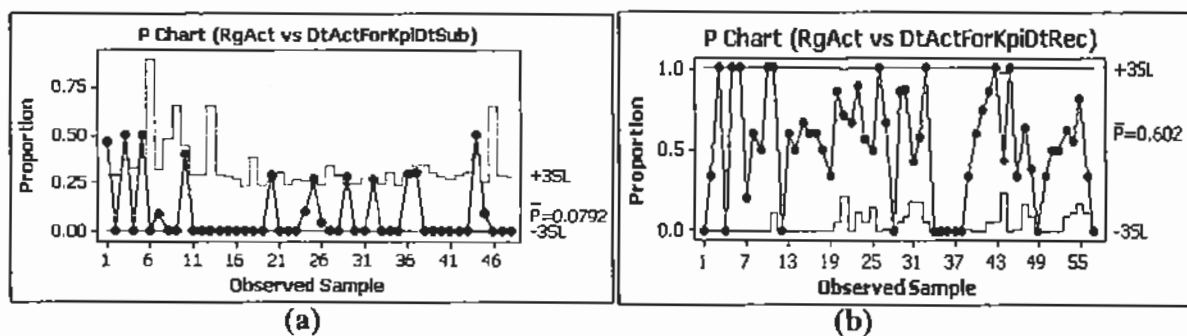 P Chart (RgAct vs DtActForKpiDtSub)
Proportion
0.75
0.50
0.25
0.00
+3SL
P̄=0.0792
-3SL
1 6 11 16 21 26 31 36 41 46
Observed Sample
(a)
P Chart (RgAct vs DtActForKpiDtRec)
Proportion
1.0
0.5
0.0
+3SL
P̄=0.602
-3SL
1 7 13 19 25 31 37 43 49 55
Observed Sample
(b)